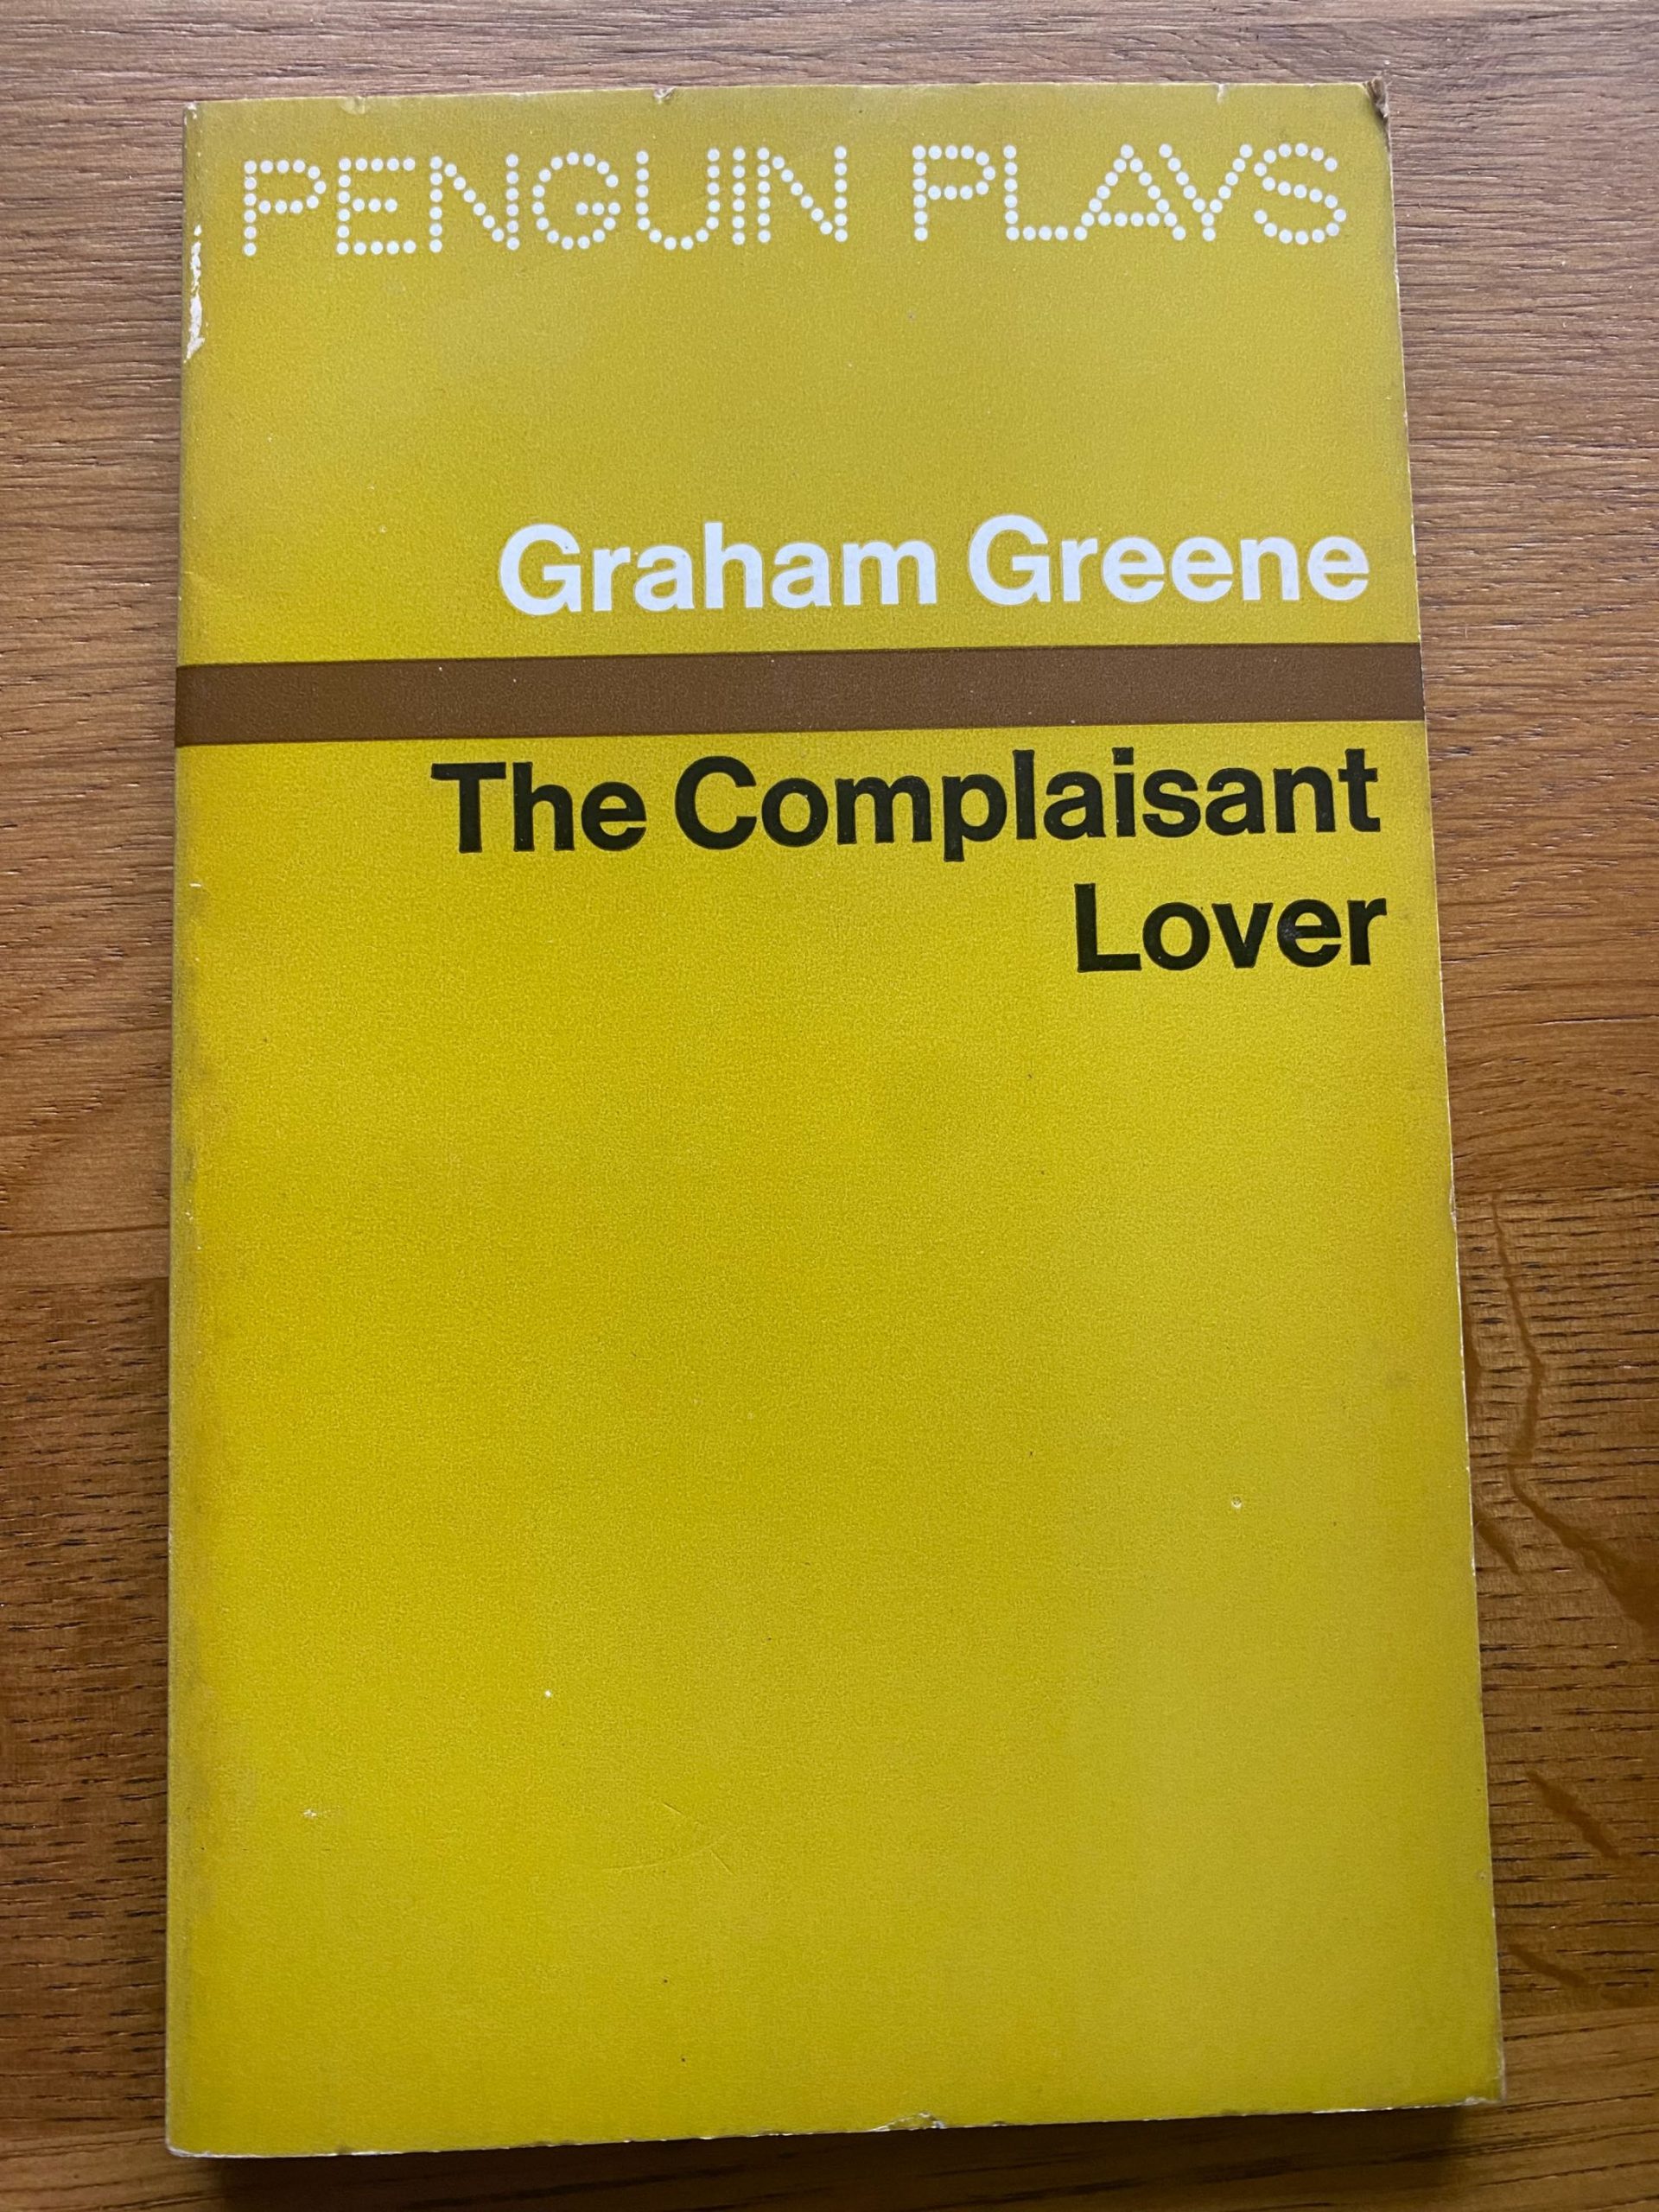 PENGUIN PLAYS
Graham Greene
The Complaisant
Lover